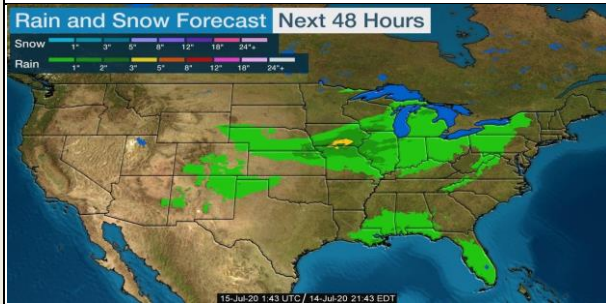 Rain and Snow Forecast Next 48 Hours
Snow
1" 3" 5" 8" 12" 18" 24"+
Rain
1" 2" 3" 5" 8" 12" 18" 24"+
15-Jul-20 1:43 UTC / 14-Jul-20 21:43 EDT